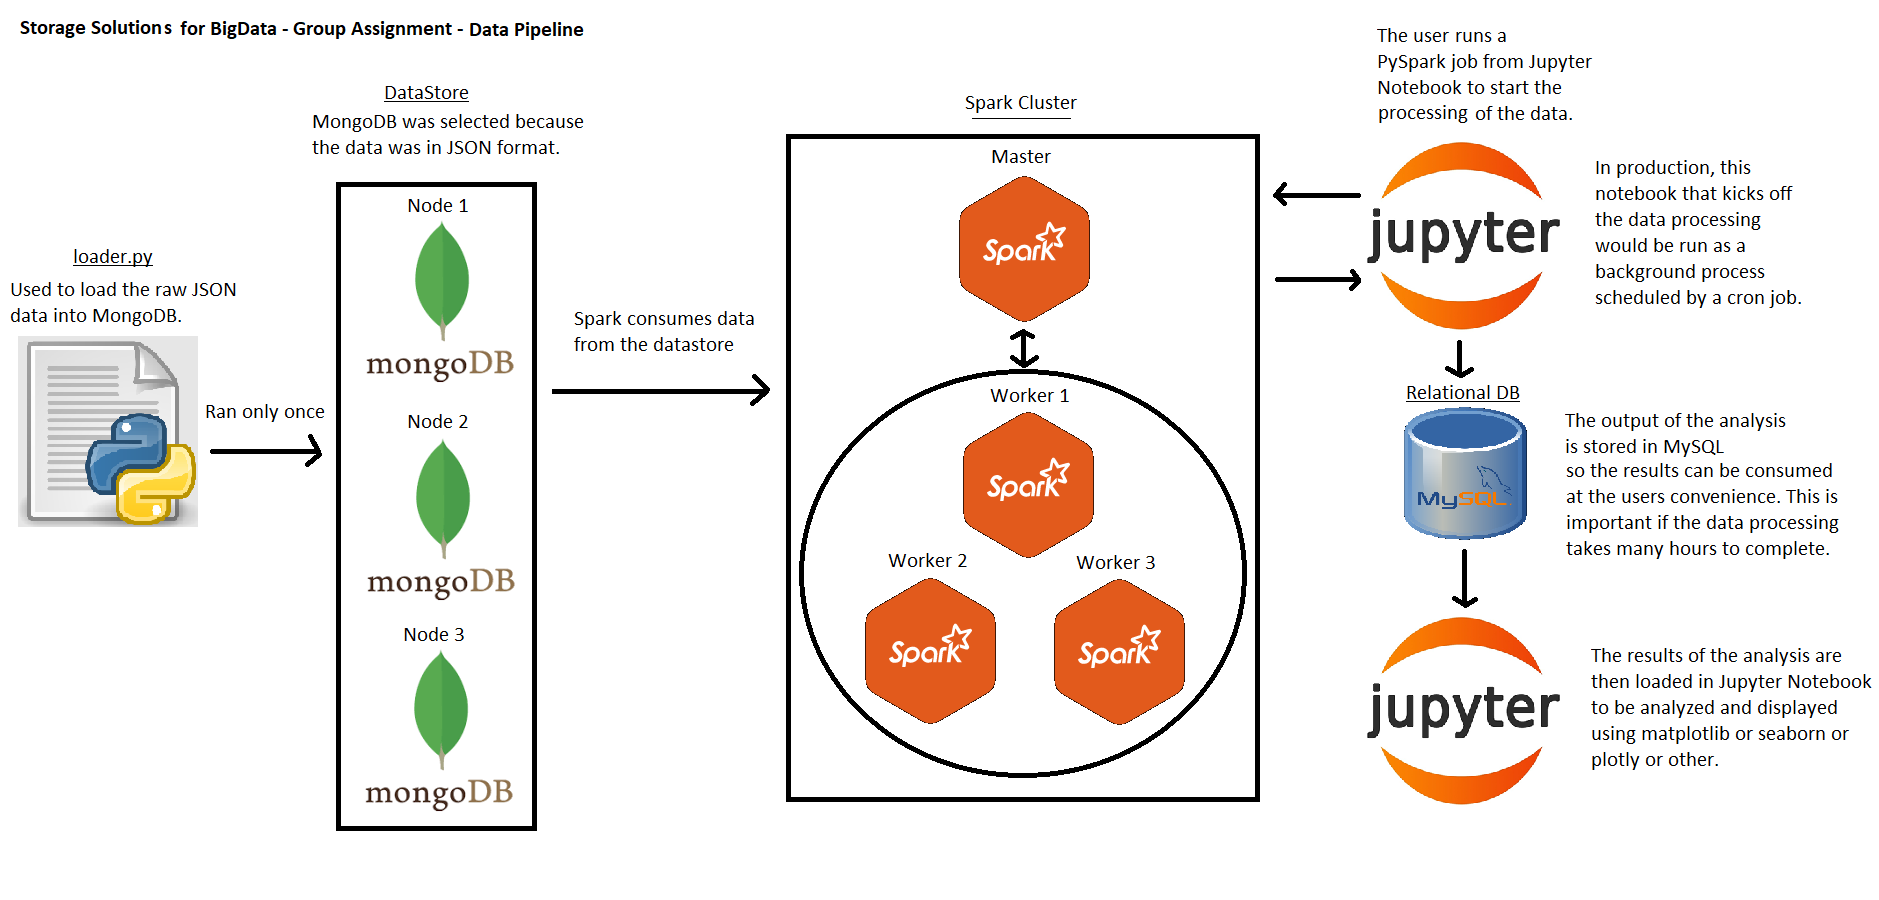 Storage Solutions for BigData - Group Assignment - Data Pipeline
loader.py
Used to load the raw JSON
data into MongoDB.
Ran only once
DataStore
MongoDB was selected because
the data was in JSON format.
Node 1
mongoDB
Node 2
mongoDB
Node 3
mongoDB
Spark consumes data
from the datastore
Spark Cluster
Master
Spark
Worker 1
Spark
Worker 2
Spark
Worker 3
Spark
The user runs a
PySpark job from Jupyter
Notebook to start the
processing of the data.
jupyter
In production, this
notebook that kicks off
the data processing
would be run as a
background process
scheduled by a cron job.
Relational DB
MySQL
The output of the analysis
is stored in MySQL
so the results can be consumed
at the users convenience. This is
important if the data processing
takes many hours to complete.
jupyter
The results of the analysis are
then loaded in Jupyter Notebook
to be analyzed and displayed
using matplotlib or seaborn or
plotly or other.